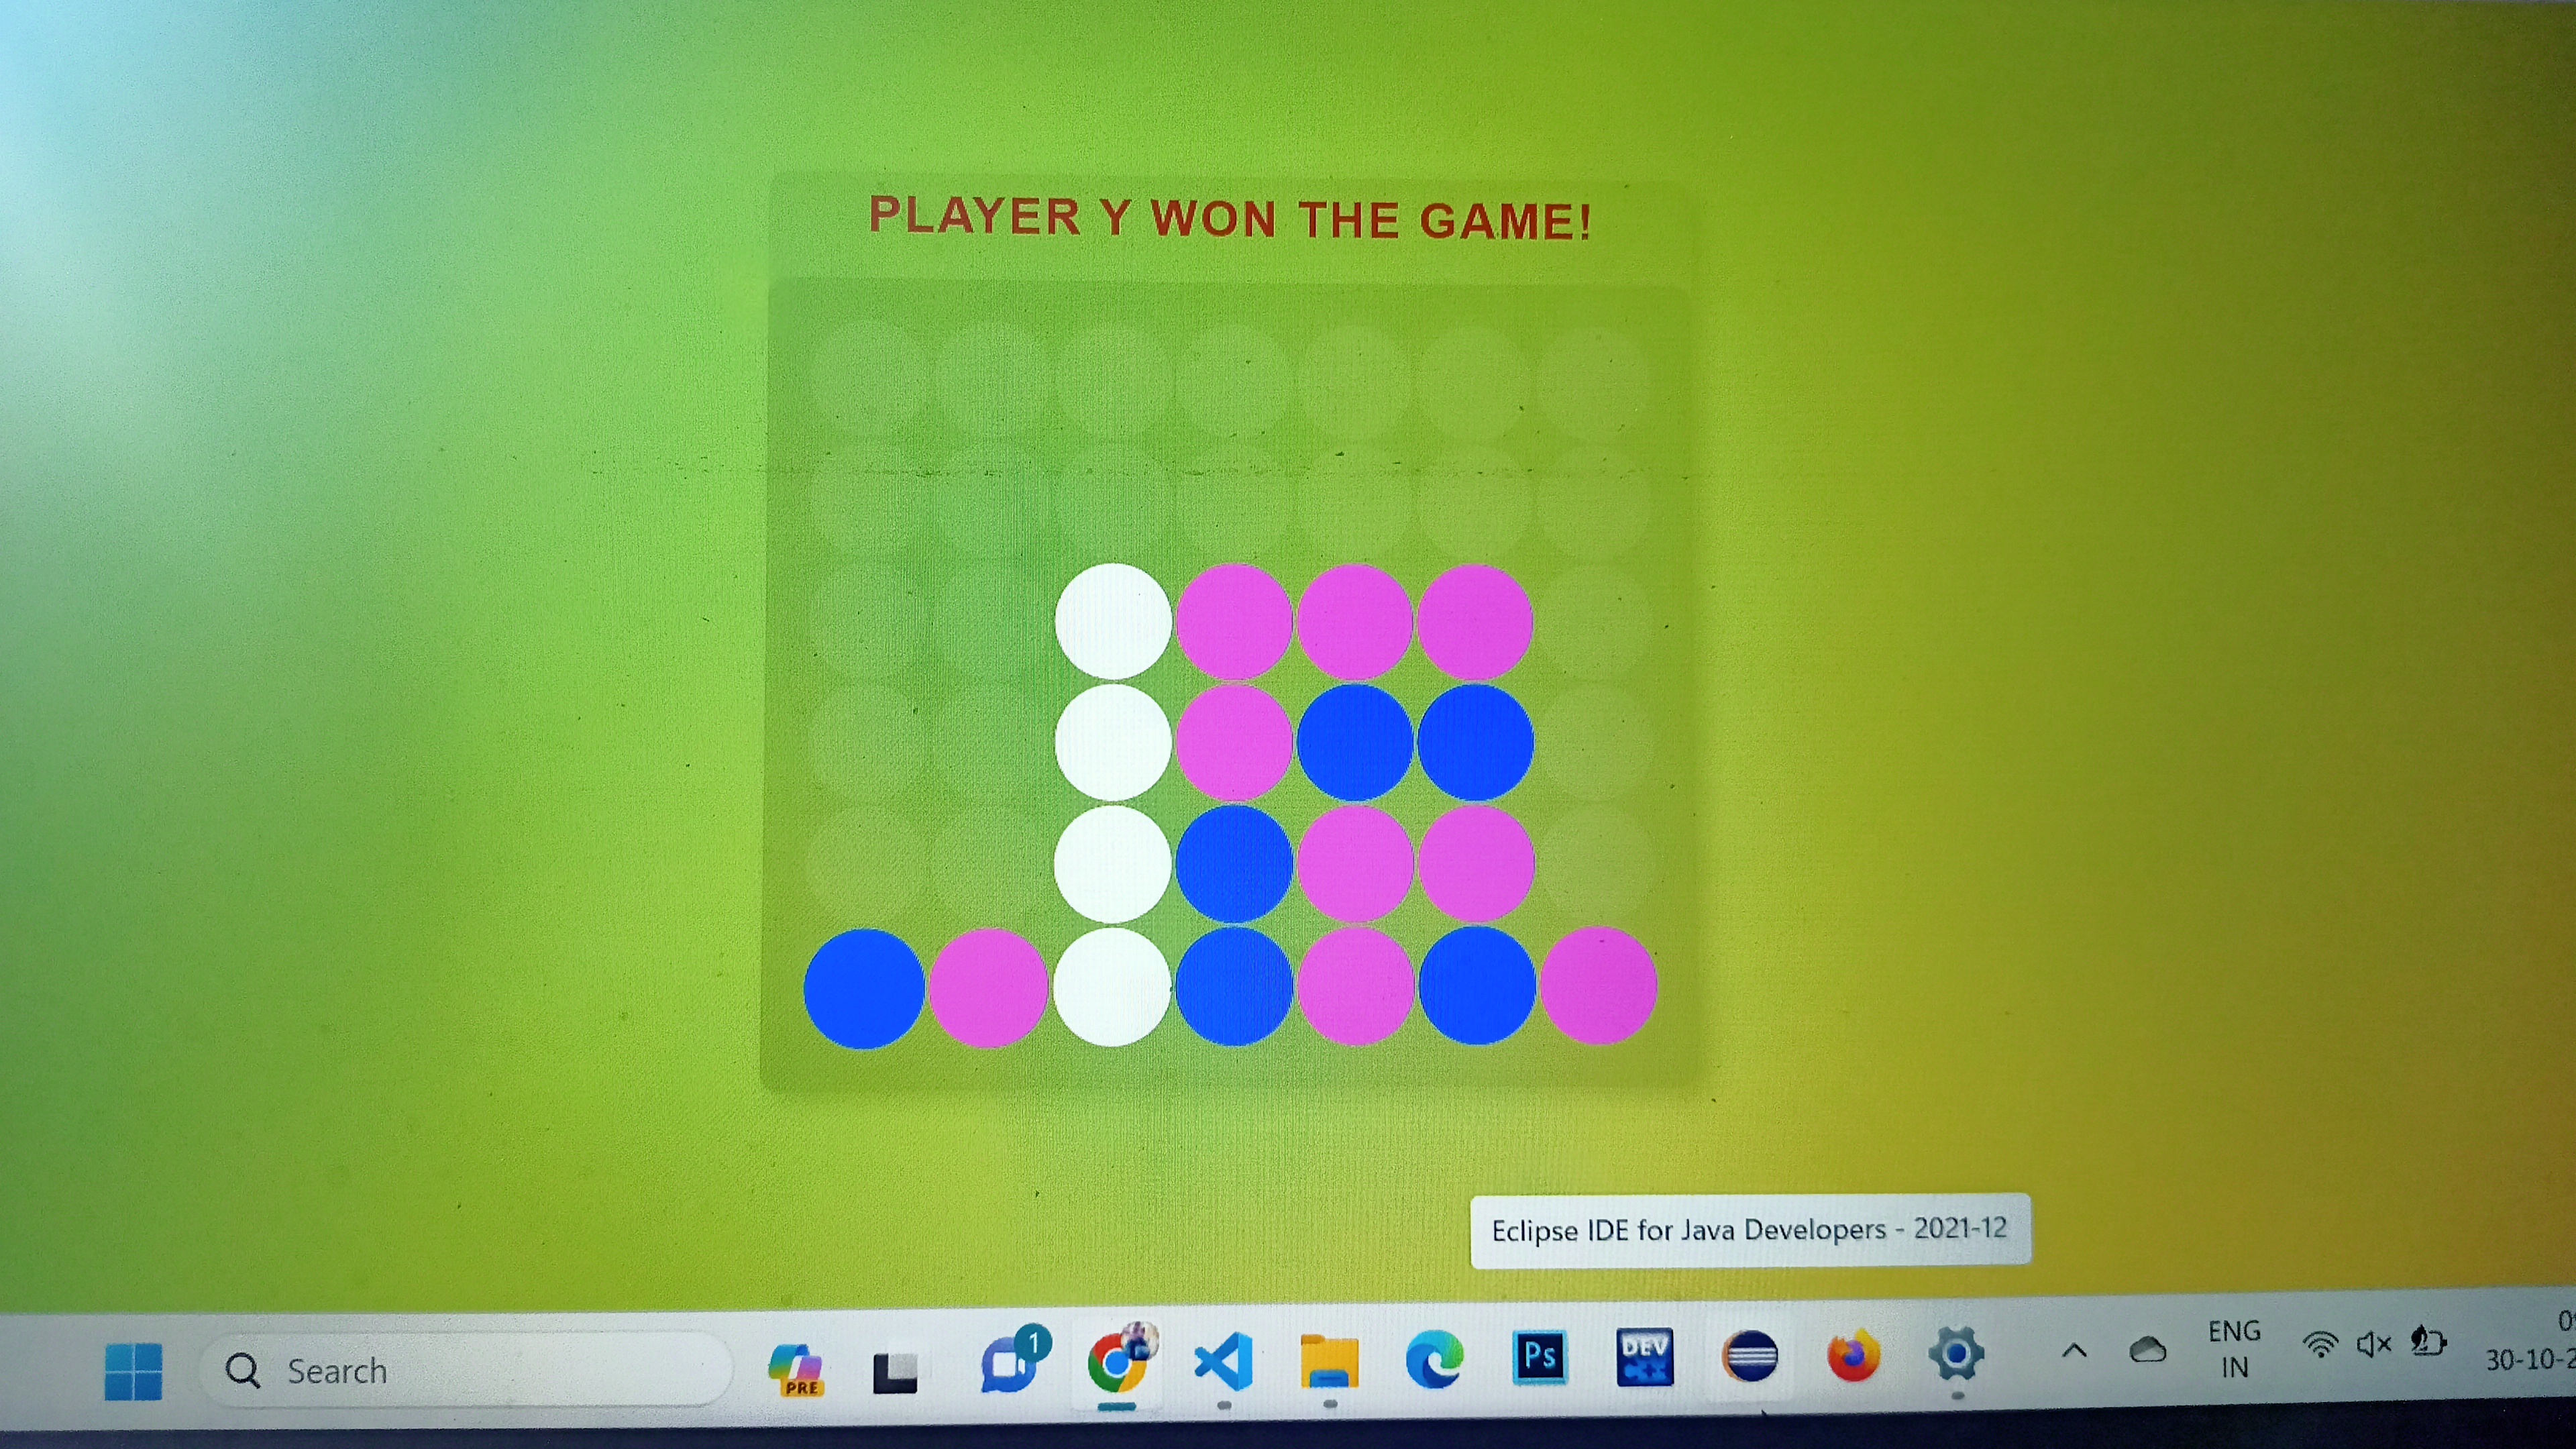 PLAYER Y WON THE GAME!
Eclipse IDE for Java Developers - 2021-12
Search
PRE
1
Ps
DEV
C++
ENG
IN
30-10-2